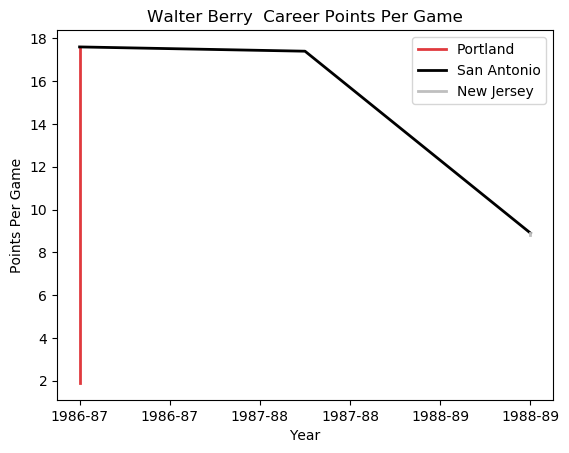 Walter Berry  Career Points Per Game
Portland
San Antonio
New Jersey
18
16
14
12
10
8
6
4
2
Points Per Game
1986-87 1986-87 1987-88 1987-88 1988-89 1988-89
Year